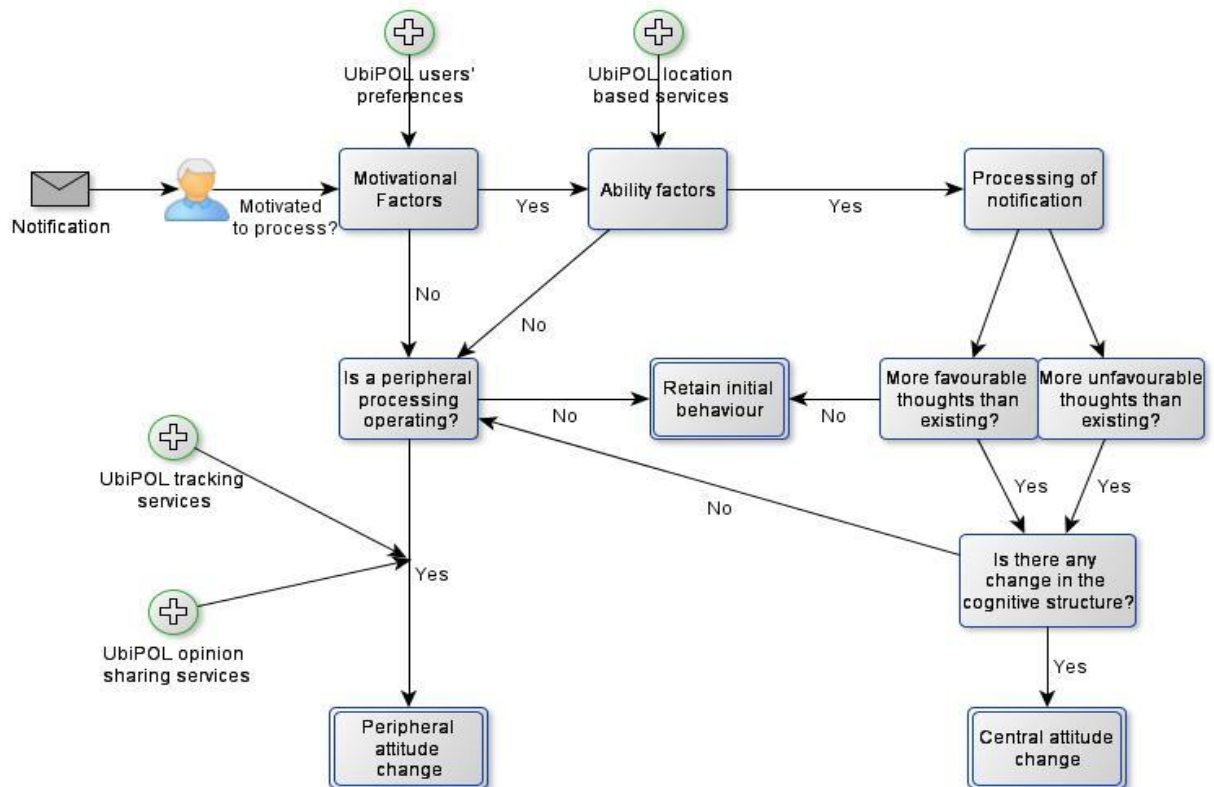 UbiPOL users'
preferences
UbiPOL location
based services
Notification
Motivated
to process?
Motivational
Factors
Yes
Ability factors
Yes
Processing of
notification
No
No
Is a peripheral
processing
operating?
No
Retain initial
behaviour
No
More favourable
thoughts than
existing?
More unfavourable
thoughts than
existing?
Yes
Yes
UbiPOL tracking
services
No
Is there any
change in the
cognitive structure?
Yes
UbiPOL opinion
sharing services
Yes
Peripheral
attitude
change
Central attitude
change